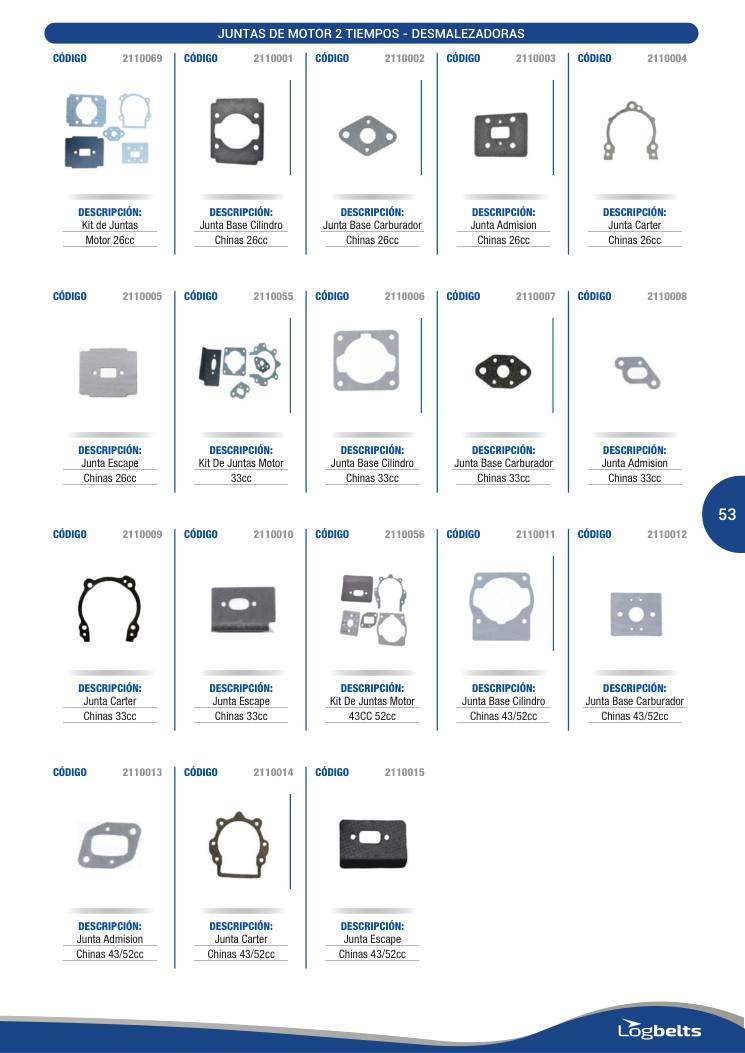 JUNTAS DE MOTOR 2 TIEMPOS - DESMALEZADORAS
CÓDIGO 2110069
DESCRIPCIÓN:
Kit de Juntas
Motor 26cc
CÓDIGO 2110001
DESCRIPCIÓN:
Junta Base Cilindro
Chinas 26cc
CÓDIGO 2110002
DESCRIPCIÓN:
Junta Base Carburador
Chinas 26cc
CÓDIGO 2110003
DESCRIPCIÓN:
Junta Admision
Chinas 26cc
CÓDIGO 2110004
DESCRIPCIÓN:
Junta Carter
Chinas 26cc
CÓDIGO 2110005
DESCRIPCIÓN:
Junta Escape
Chinas 26cc
CÓDIGO 2110055
DESCRIPCIÓN:
Kit De Juntas Motor
33cc
CÓDIGO 2110006
DESCRIPCIÓN:
Junta Base Cilindro
Chinas 33cc
CÓDIGO 2110007
DESCRIPCIÓN:
Junta Base Carburador
Chinas 33cc
CÓDIGO 2110008
DESCRIPCIÓN:
Junta Admision
Chinas 33cc
53
CÓDIGO 2110009
DESCRIPCIÓN:
Junta Carter
Chinas 33cc
CÓDIGO 2110010
DESCRIPCIÓN:
Junta Escape
Chinas 33cc
CÓDIGO 2110056
DESCRIPCIÓN:
Kit De Juntas Motor
43CC 52cc
CÓDIGO 2110011
DESCRIPCIÓN:
Junta Base Cilindro
Chinas 43/52cc
CÓDIGO 2110012
DESCRIPCIÓN:
Junta Base Carburador
Chinas 43/52cc
CÓDIGO 2110013
DESCRIPCIÓN:
Junta Admision
Chinas 43/52cc
CÓDIGO 2110014
DESCRIPCIÓN:
Junta Carter
Chinas 43/52cc
CÓDIGO 2110015
DESCRIPCIÓN:
Junta Escape
Chinas 43/52cc
Logbelts